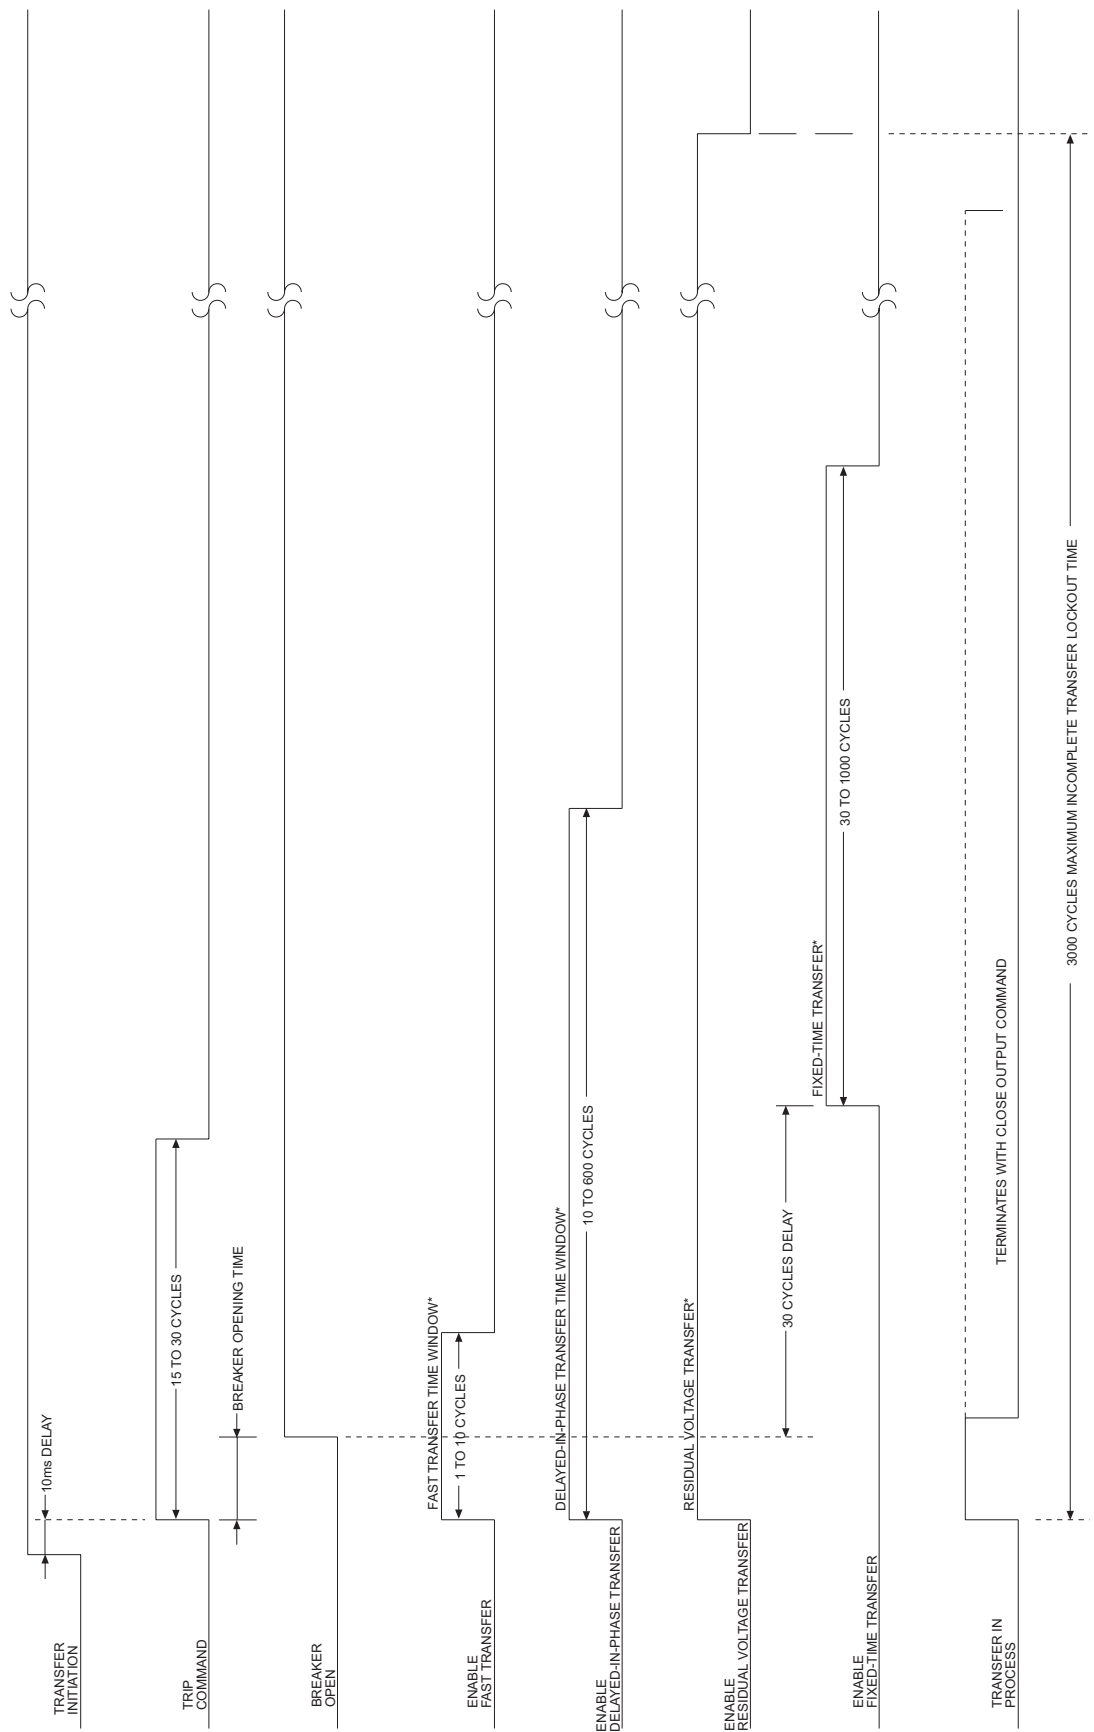 TRANSFER
INITIATION
10ms DELAY
TRIP
COMMAND
15 TO 30 CYCLES
BREAKER OPENING TIME
BREAKER
OPEN
ENABLE
FAST TRANSFER
FAST TRANSFER TIME WINDOW*
1 TO 10 CYCLES
ENABLE
DELAYED-IN-PHASE TRANSFER
DELAYED-IN-PHASE TRANSFER TIME WINDOW*
10 TO 600 CYCLES
ENABLE
RESIDUAL VOLTAGE TRANSFER
RESIDUAL VOLTAGE TRANSFER*
30 CYCLES DELAY
ENABLE
FIXED-TIME TRANSFER
FIXED-TIME TRANSFER*
30 TO 1000 CYCLES
TRANSFER IN
PROCESS
TERMINATES WITH CLOSE OUTPUT COMMAND
3000 CYCLES MAXIMUM INCOMPLETE TRANSFER LOCKOUT TIME